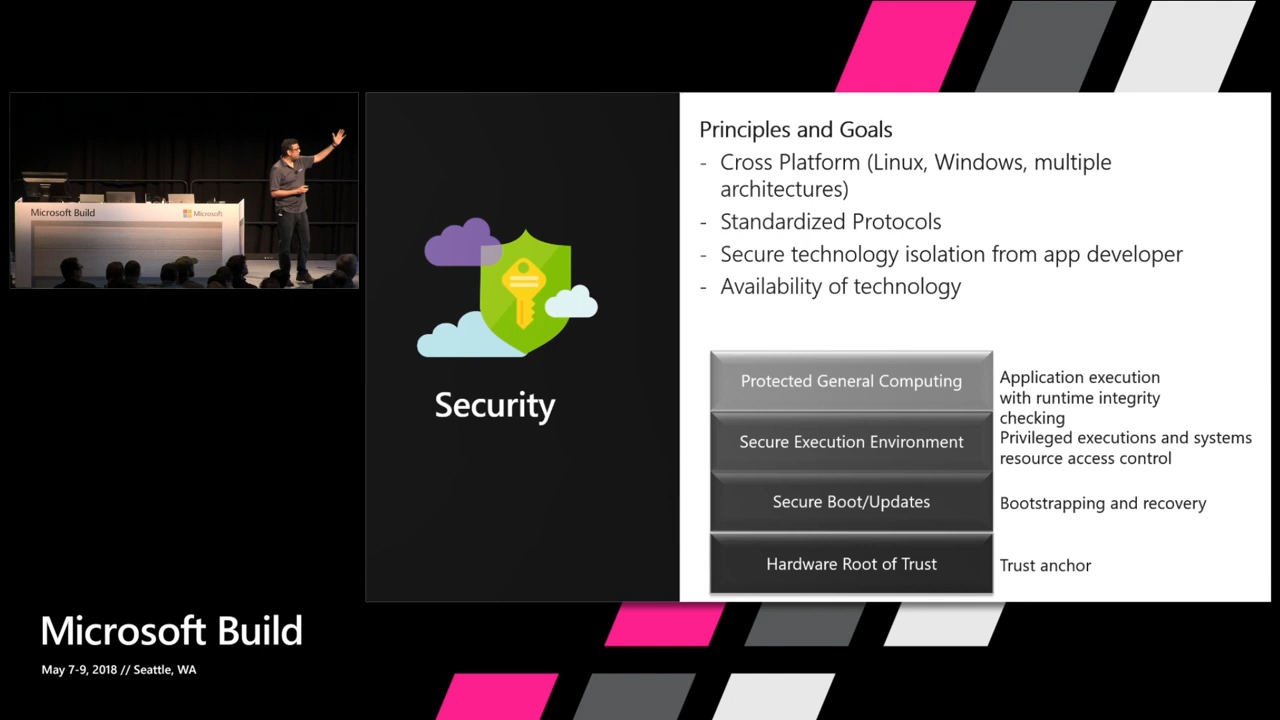 Microsoft Build
Microsoft
Security
Principles and Goals
- Cross Platform (Linux, Windows, multiple
architectures)
- Standardized Protocols
- Secure technology isolation from app developer
- Availability of technology
Protected General Computing
Application execution
with runtime integrity
checking
Secure Execution Environment
Privileged executions and systems
resource access control
Secure Boot/Updates
Bootstrapping and recovery
Hardware Root of Trust
Trust anchor
Microsoft Build
May 7-9, 2018 // Seattle, WA